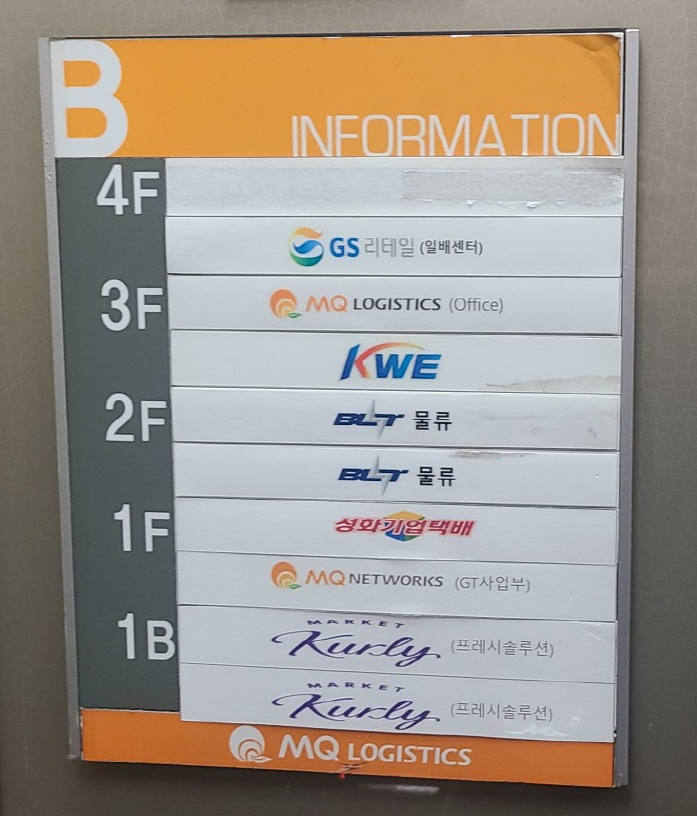 B
INFORMATION
4F
GS 리테일 (일배센터)
3F
MQ LOGISTICS (Office)
KWE
2F
BLT 물류
BLT 물류
1F
성화기업택배
MQ NETWORKS (GT사업부)
1B
MARKET
Kurly (프레시솔루션)
MARKET
Kurly (프레시솔루션)
MQ LOGISTICS